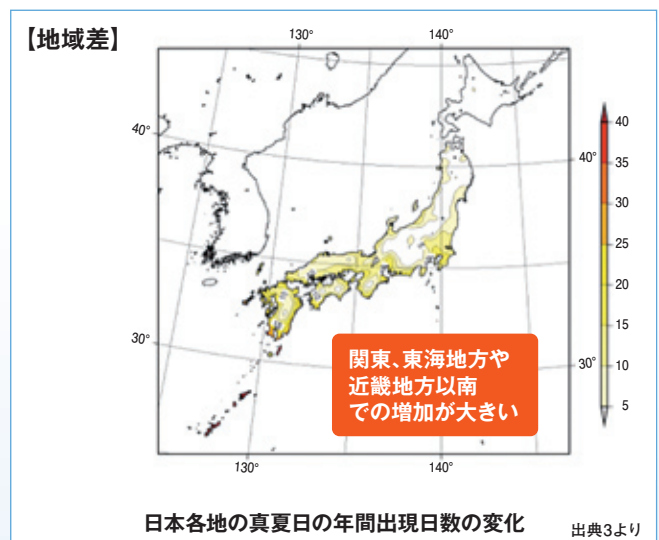 【地域差】
130°
140°
40°
40°
30°
30°
130°
140°
40
35
30
25
20
15
10
5
関東、東海地方や
近畿地方以南
での増加が大きい
日本各地の真夏日の年間出現日数の変化
出典3より